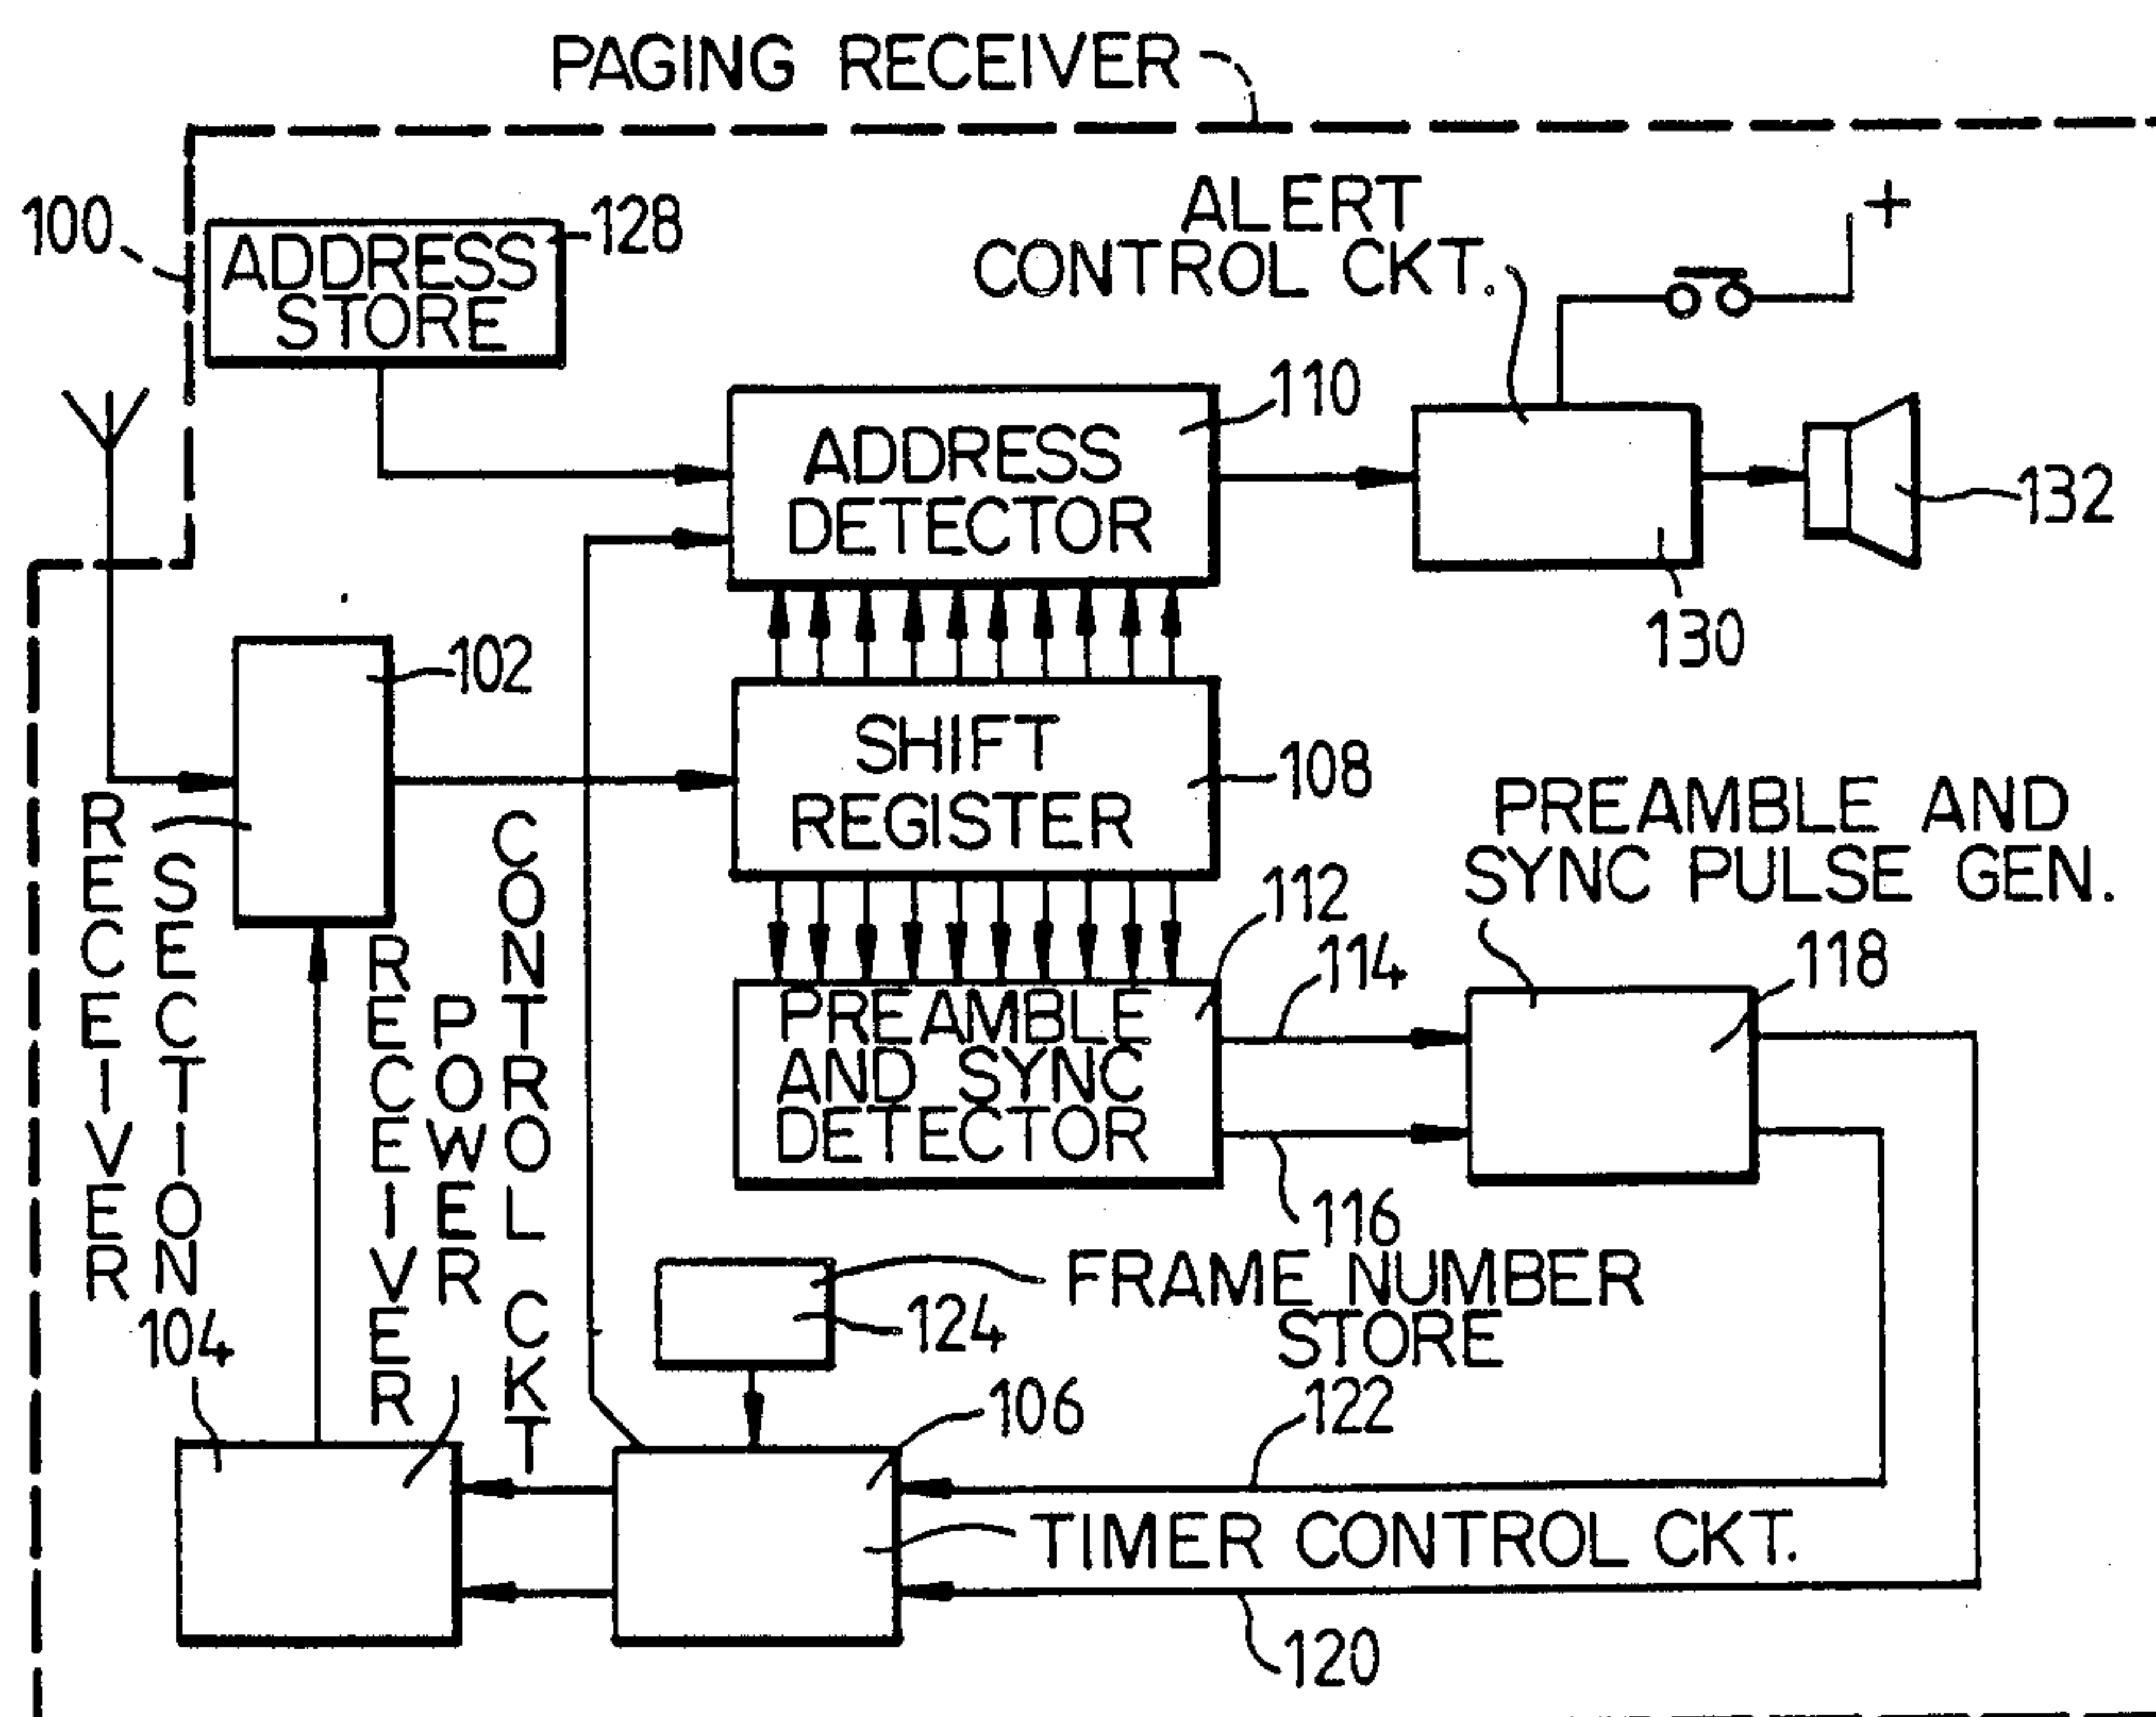 PAGING RECEIVER
100
ADDRESS
STORE
128
ALERT
CONTROL CKT.
+
110
ADDRESS
DETECTOR
132
130
102
SHIFT
REGISTER
108
RECEIVER
SECTION
RECEIVER
POWER
CONTROL CKT
PREAMBLE AND
SYNC PULSE GEN.
112
114
118
PREAMBLE
AND SYNC
DETECTOR
116
FRAME NUMBER
STORE
124
104
122
106
TIMER CONTROL CKT.
120